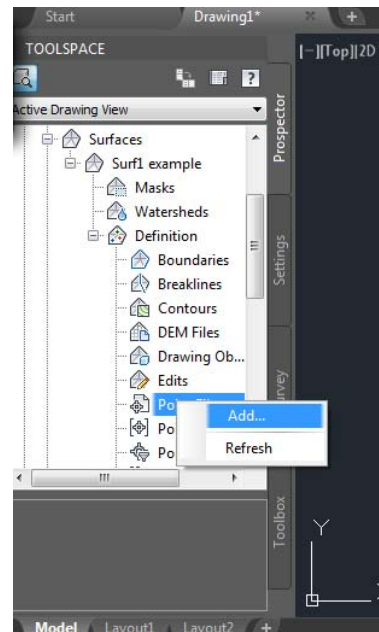 Start Drawing1* +
TOOLSPACE
[-][Top][2D
?
Active Drawing View
Surfaces
Surf1 example
Masks
Watersheds
Definition
Boundaries
Breaklines
Contours
DEM Files
Drawing Ob...
Edits
Add...
Refresh
Prospector
Settings
Toolbox
Y
Model Layout1 Layout2 +